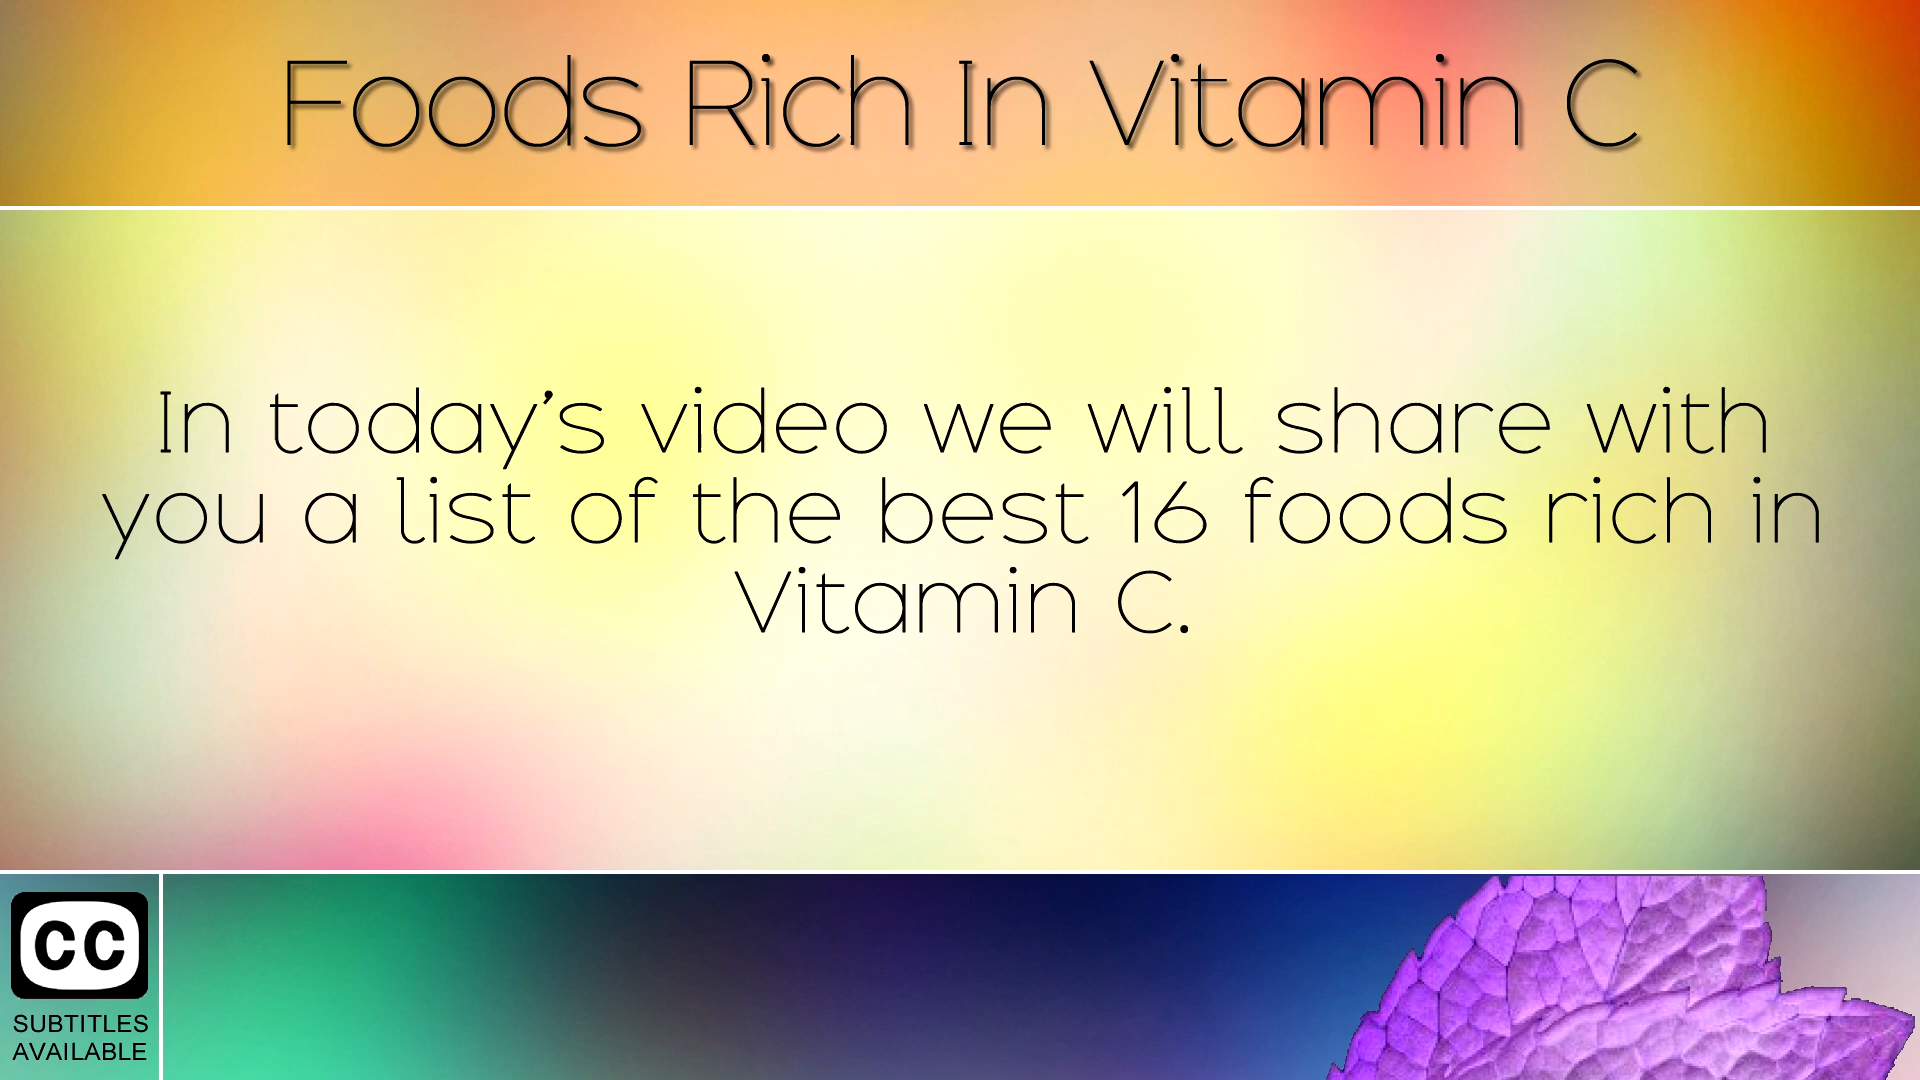 Foods Rich In Vitamin C
In today's video we will share with
you a list of the best 16 foods rich in
Vitamin C.
CC
SUBTITLES
AVAILABLE